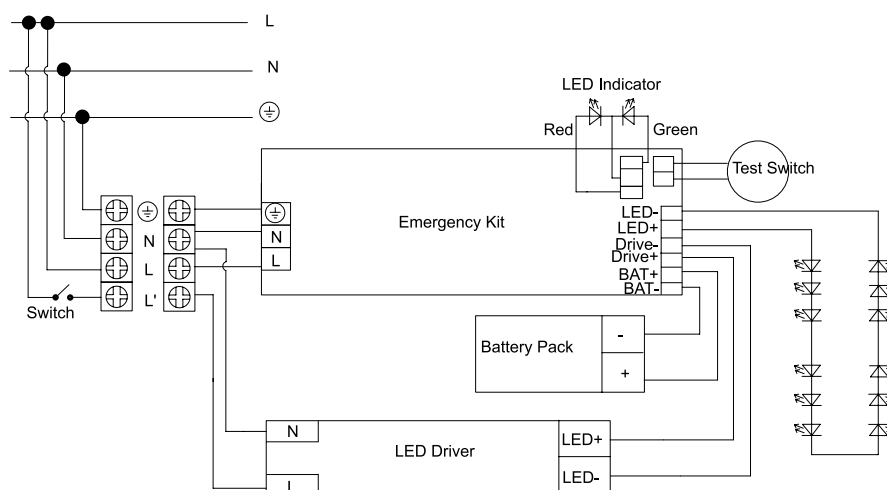 L
N
LED Indicator
Red
Green
Test Switch
Emergency Kit
N
L
LED-
LED+
Drive-
Drive+
BAT+
BAT-
N
L
L'
Switch
Battery Pack
-
+
N
L
LED Driver
LED+
LED-